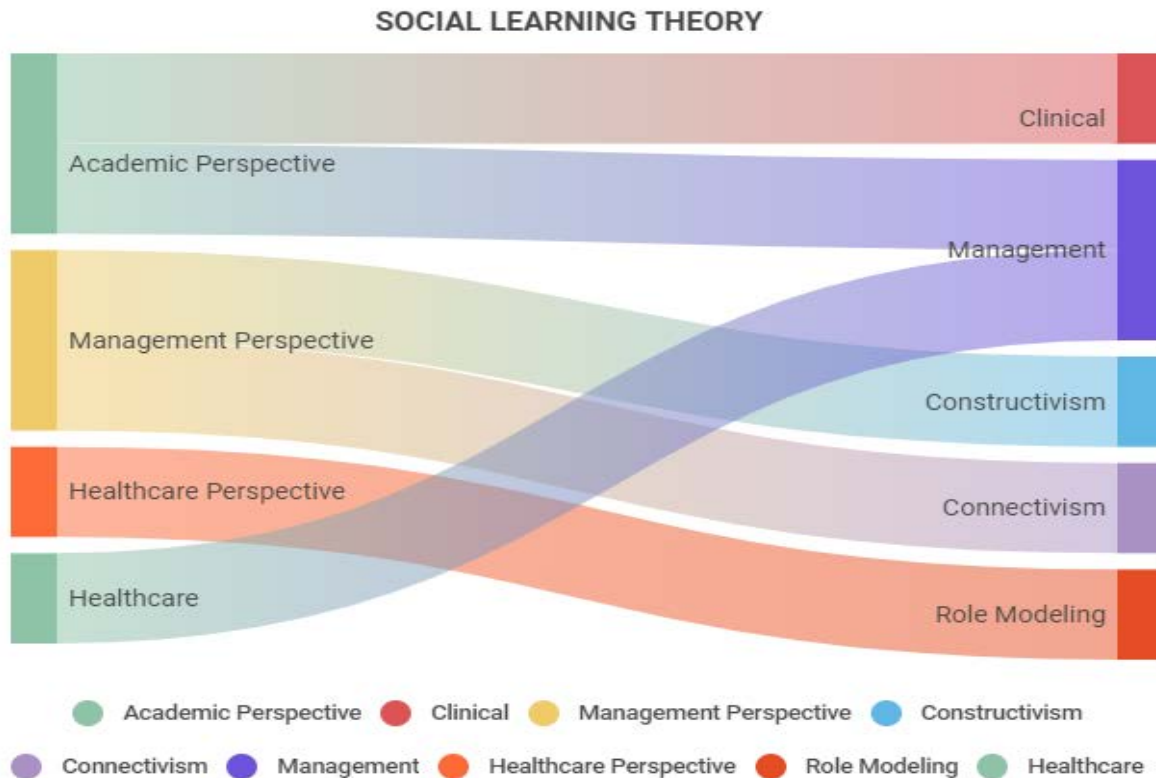 SOCIAL LEARNING THEORY
Clinical
Academic Perspective
Management
Management Perspective
Constructivism
Healthcare Perspective
Connectivism
Healthcare
Role Modeling
Academic Perspective Clinical Management Perspective Constructivism
Connectivism Management Healthcare Perspective Role Modeling Healthcare